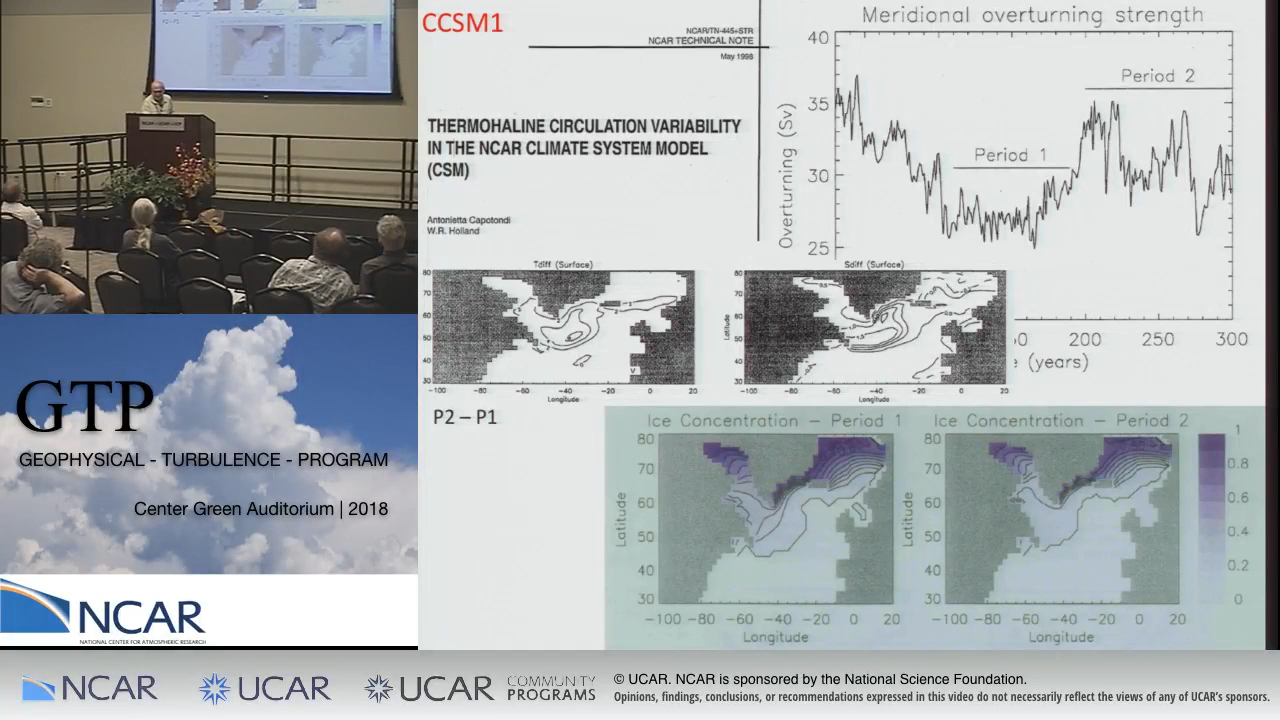 P2 – P1
NCAR • UCAR • GTP
GTP
GEOPHYSICAL - TURBULENCE - PROGRAM
Center Green Auditorium | 2018
NCAR
NATIONAL CENTER FOR ATMOSPHERIC RESEARCH
CCSM1
NCAR/TN-445+STR
NCAR TECHNICAL NOTE
May 1998
THERMOHALINE CIRCULATION VARIABILITY
IN THE NCAR CLIMATE SYSTEM MODEL
(CSM)
Antonietta Capotondi
W.R. Holland
Meridional overturning strength
40
35
30
25
Overturning (Sv)
Period 1
Period 2
50 200 250 300
e (years)
Tdiff (Surface)
80
70
60
50
40
30
-80 -60 -40 -20 0 20
Longitude
Sdiff (Surface)
Latitude
80
70
60
50
40
30
-80 -60 -40 -20 0 20
Longitude
P2 – P1
Ice Concentration – Period 1
Latitude
80
70
60
50
40
30
-100 -80 -60 -40 -20 0 20
Longitude
Ice Concentration – Period 2
Latitude
80
70
60
50
40
30
-100 -80 -60 -40 -20 0 20
Longitude
1
0.8
0.6
0.4
0.2
0
NCAR
UCAR
UCAR COMMUNITY
PROGRAMS
© UCAR. NCAR is sponsored by the National Science Foundation.
Opinions, findings, conclusions, or recommendations expressed in this video do not necessarily reflect the views of any of UCAR's sponsors.